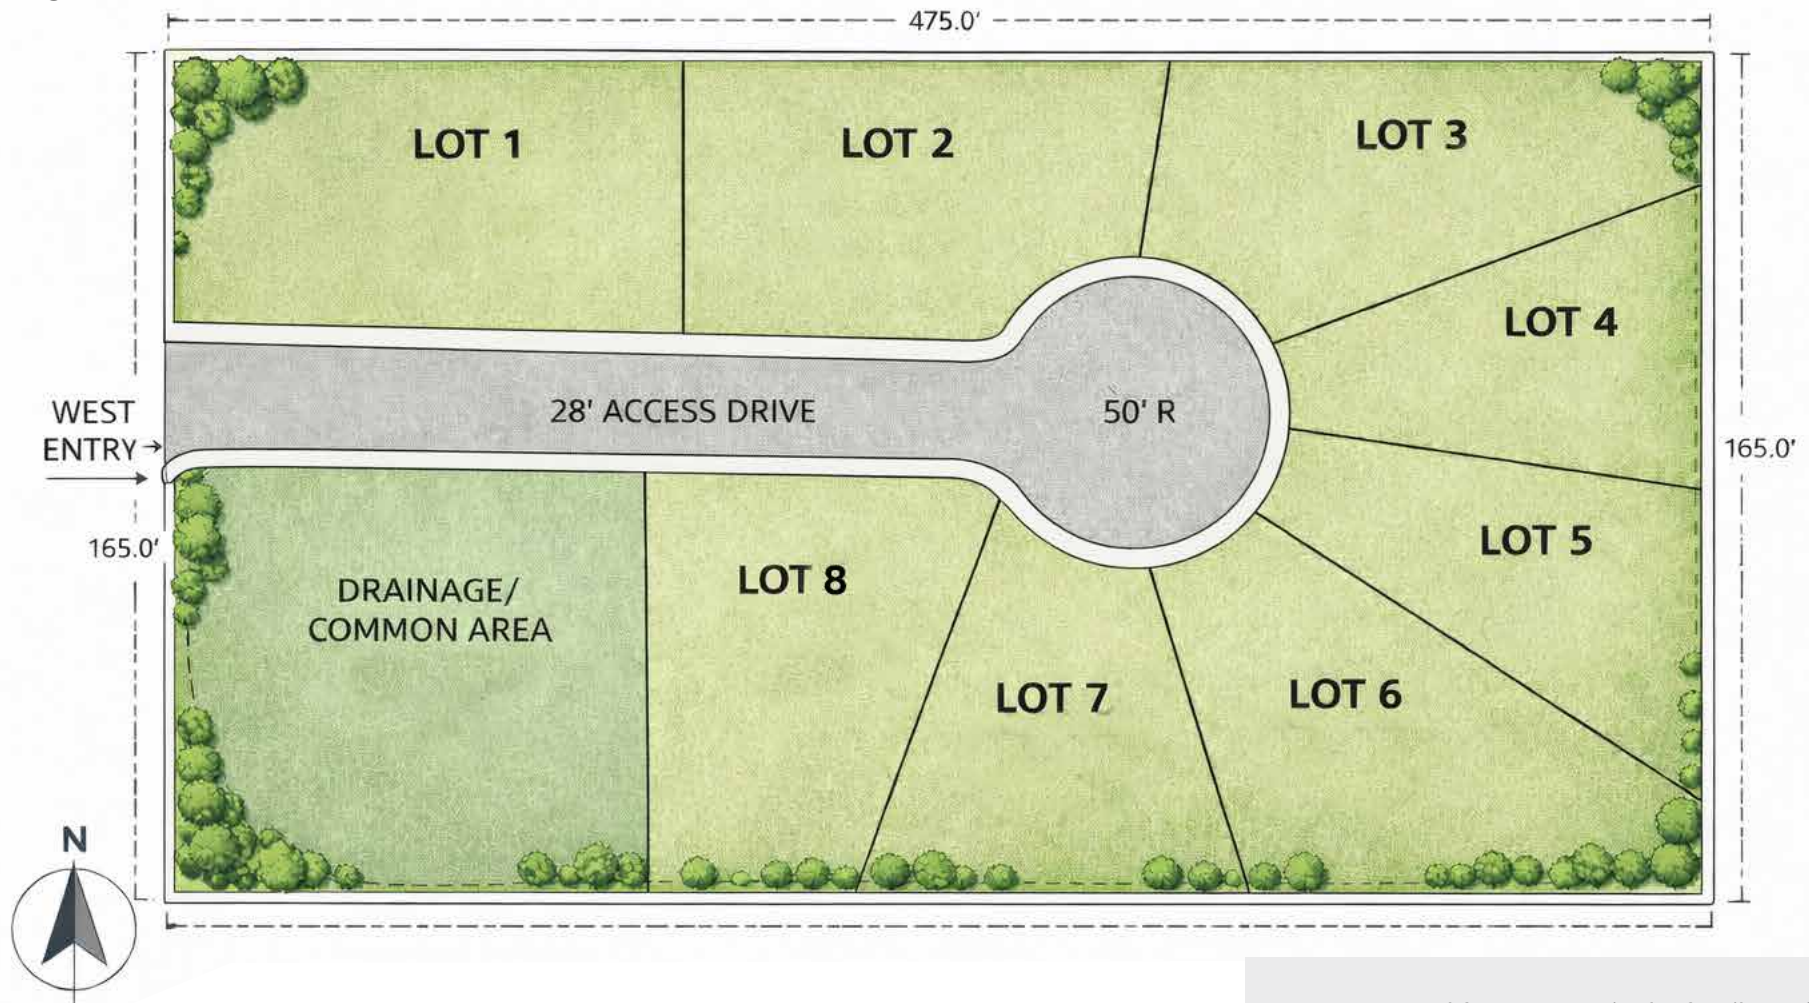 475.0'
LOT 1
LOT 2
LOT 3
LOT 4
WEST
ENTRY
28' ACCESS DRIVE
50' R
165.0'
165.0'
LOT 5
DRAINAGE/
COMMON AREA
LOT 8
LOT 7
LOT 6
N